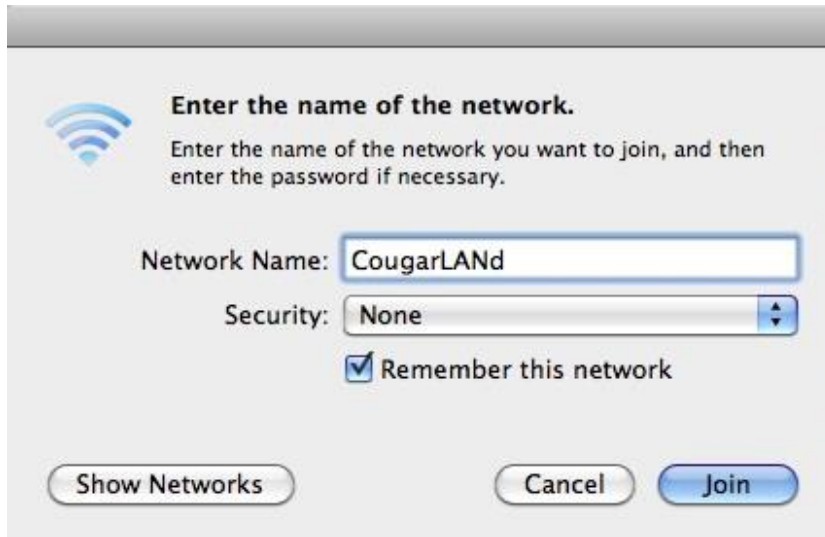 Enter the name of the network.
Enter the name of the network you want to join, and then
enter the password if necessary.
Network Name: CougarLANd
Security: None
Remember this network
Show Networks Cancel Join